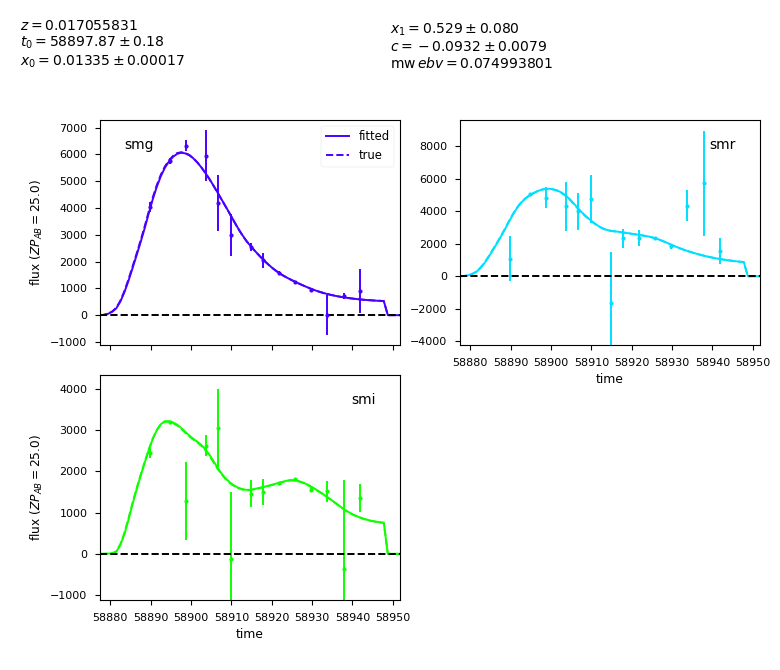 z = 0.017055831
t₀ = 58897.87 ± 0.18
x₀ = 0.01335 ± 0.00017
x₁ = 0.529 ± 0.080
c = −0.0932 ± 0.0079
mw ebv = 0.074993801
smg
fitted
true
7000
6000
5000
4000
3000
2000
1000
0
−1000
flux (ZP_AB = 25.0)
smr
8000
6000
4000
2000
0
−2000
−4000
58880 58890 58900 58910 58920 58930 58940 58950
time
smi
4000
3000
2000
1000
0
−1000
flux (ZP_AB = 25.0)
58880 58890 58900 58910 58920 58930 58940 58950
time